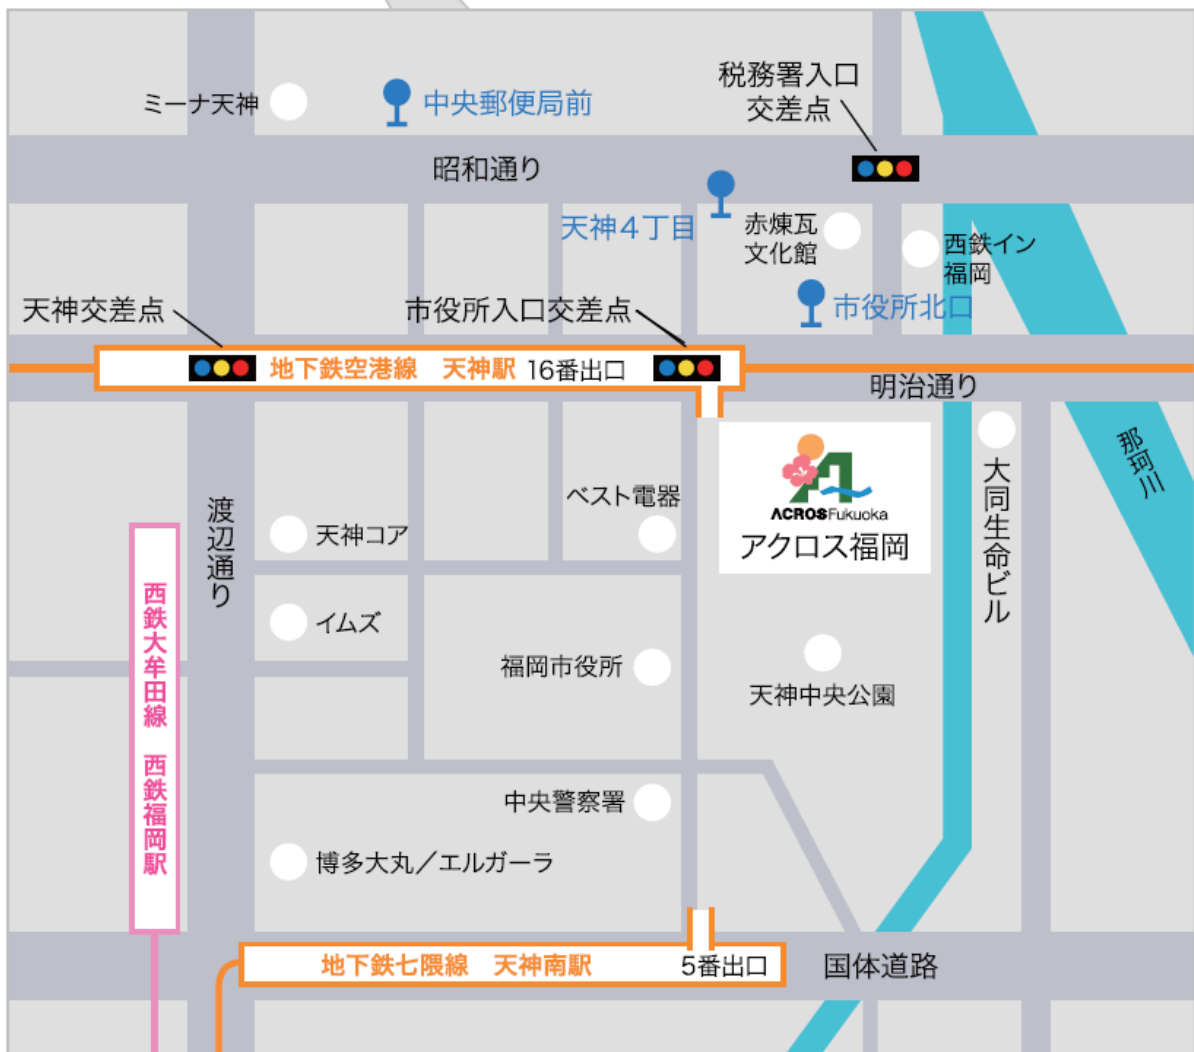 ミーナ天神
中央郵便局前
税務署入口
交差点
昭和通り
天神4丁目
赤煉瓦
文化館
西鉄イン
福岡
市役所北口
天神交差点
市役所入口交差点
地下鉄空港線 天神駅 16番出口
明治通り
那珂川
ACROS Fukuoka
アクロス福岡
大同生命ビル
ベスト電器
渡辺通り
天神コア
イムズ
西鉄大牟田線 西鉄福岡駅
福岡市役所
天神中央公園
中央警察署
博多大丸／エルガーラ
地下鉄七隈線 天神南駅 5番出口
国体道路